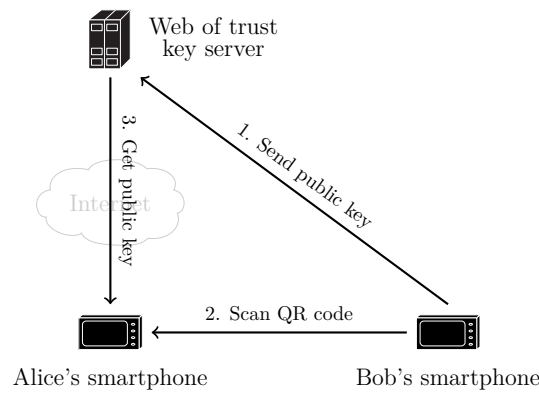 Web of trust
key server
1. Send public key
3. Get public key
Internet
2. Scan QR code
Alice's smartphone
Bob's smartphone